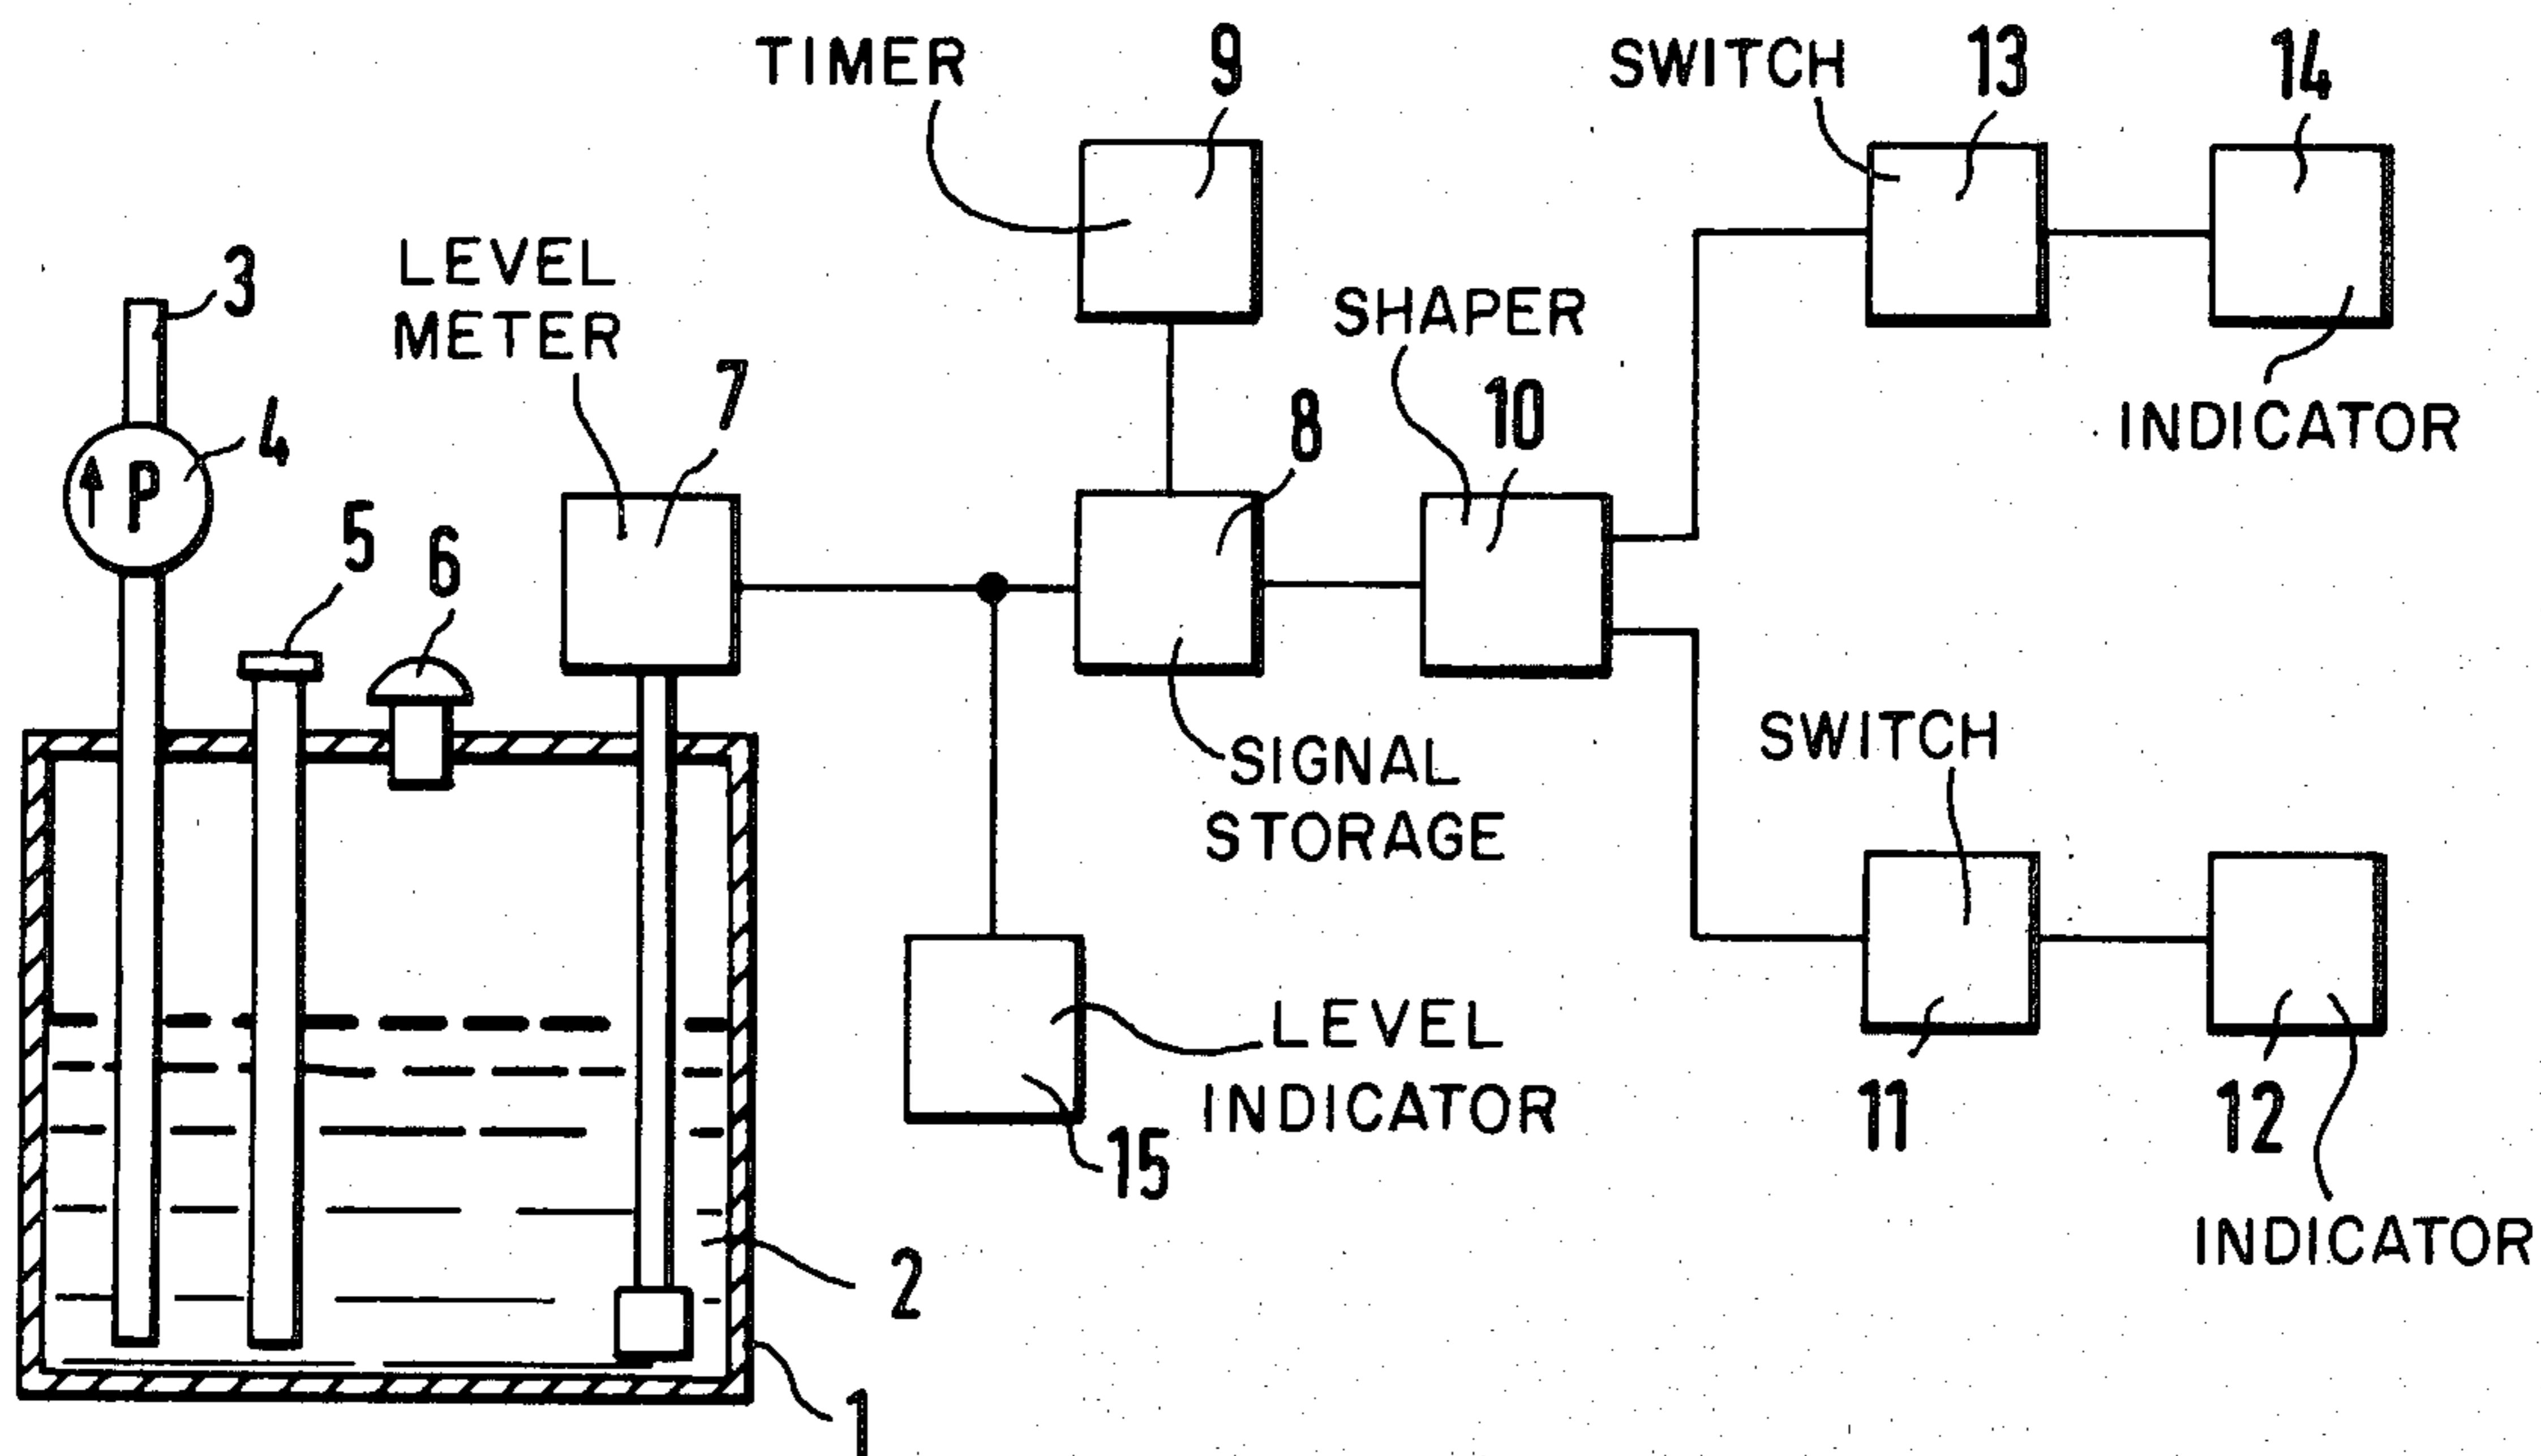 TIMER
9
SWITCH
13
14
3
LEVEL
METER
SHAPER
INDICATOR
4
P
7
8
10
5
6
SIGNAL
STORAGE
SWITCH
LEVEL
INDICATOR
15
11
12
INDICATOR
2
1